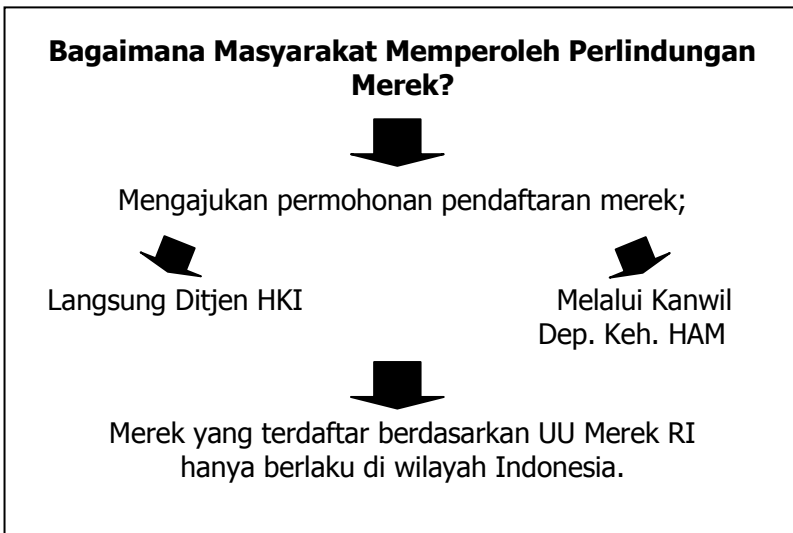 Bagaimana Masyarakat Memperoleh Perlindungan
Merek?
Mengajukan permohonan pendaftaran merek;
Langsung Ditjen HKI
Melalui Kanwil
Dep. Keh. HAM
Merek yang terdaftar berdasarkan UU Merek RI
hanya berlaku di wilayah Indonesia.